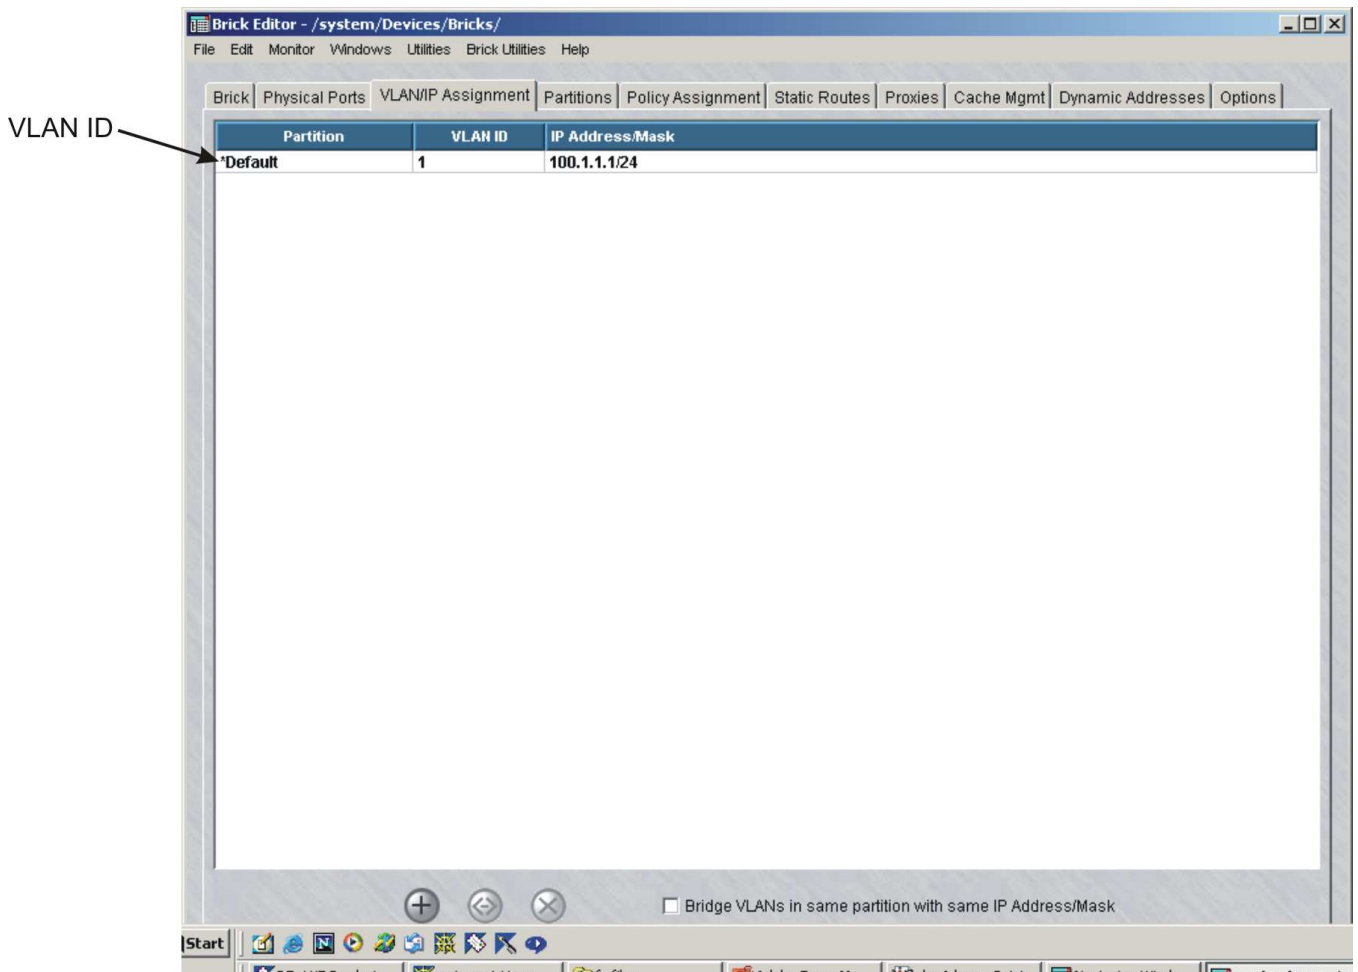 Brick Editor - /system/Devices/Bricks/
File Edit Monitor Windows Utilities Brick Utilities Help
Brick Physical Ports VLAN/IP Assignment Partitions Policy Assignment Static Routes Proxies Cache Mgmt Dynamic Addresses Options
VLAN ID
Partition VLAN ID IP Address/Mask
*Default 1 100.1.1.1/24
Bridge VLANs in same partition with same IP Address/Mask
Start